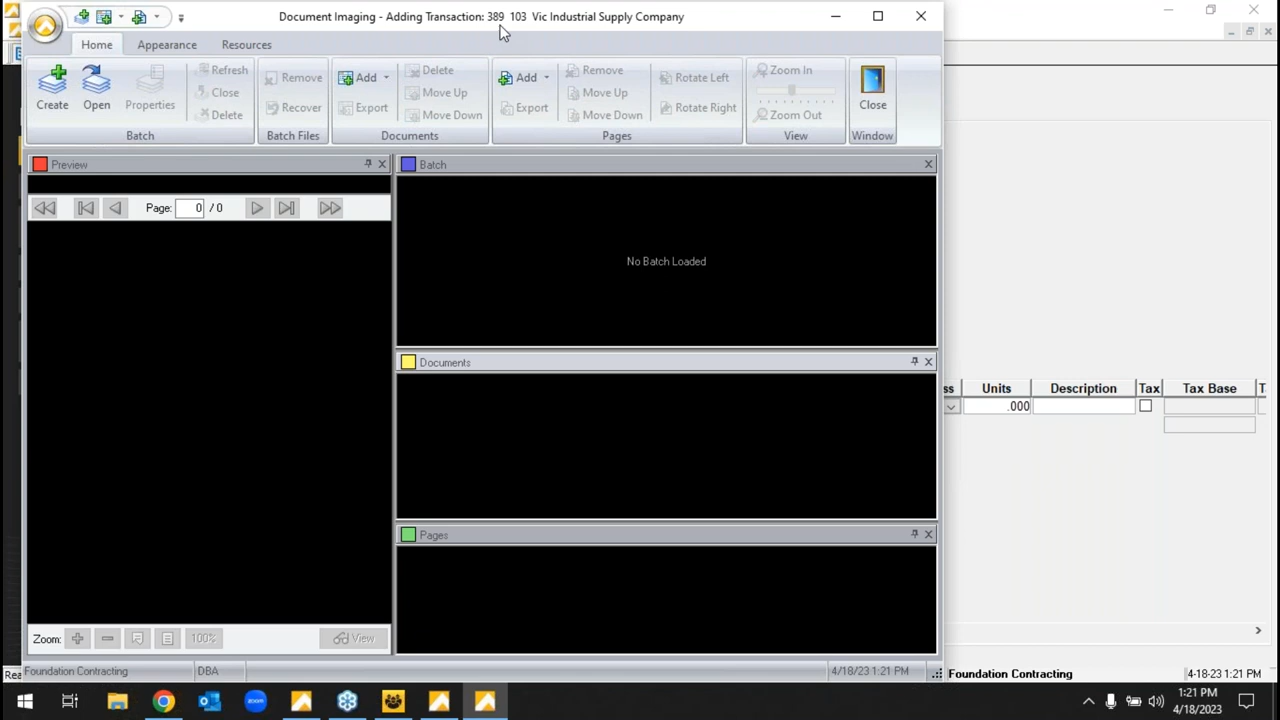 Document Imaging - Adding Transaction: 389 103 Vic Industrial Supply Company
Home Appearance Resources
Create
Open
Properties
Refresh
Close
Delete
Batch
Remove
Recover
Batch Files
Add
Export
Delete
Move Up
Move Down
Documents
Add
Export
Remove
Move Up
Move Down
Rotate Left
Rotate Right
Pages
Zoom In
Zoom Out
View
Close
Window
Preview
Page: 0 / 0
Batch
No Batch Loaded
Documents
Pages
Zoom: 100% View
Foundation Contracting DBA 4/18/23 1:21 PM
ss Units Description Tax Tax Base T
.000
Rea
Foundation Contracting 4-18-23 1:21 PM
zoom
1:21 PM
4/18/2023